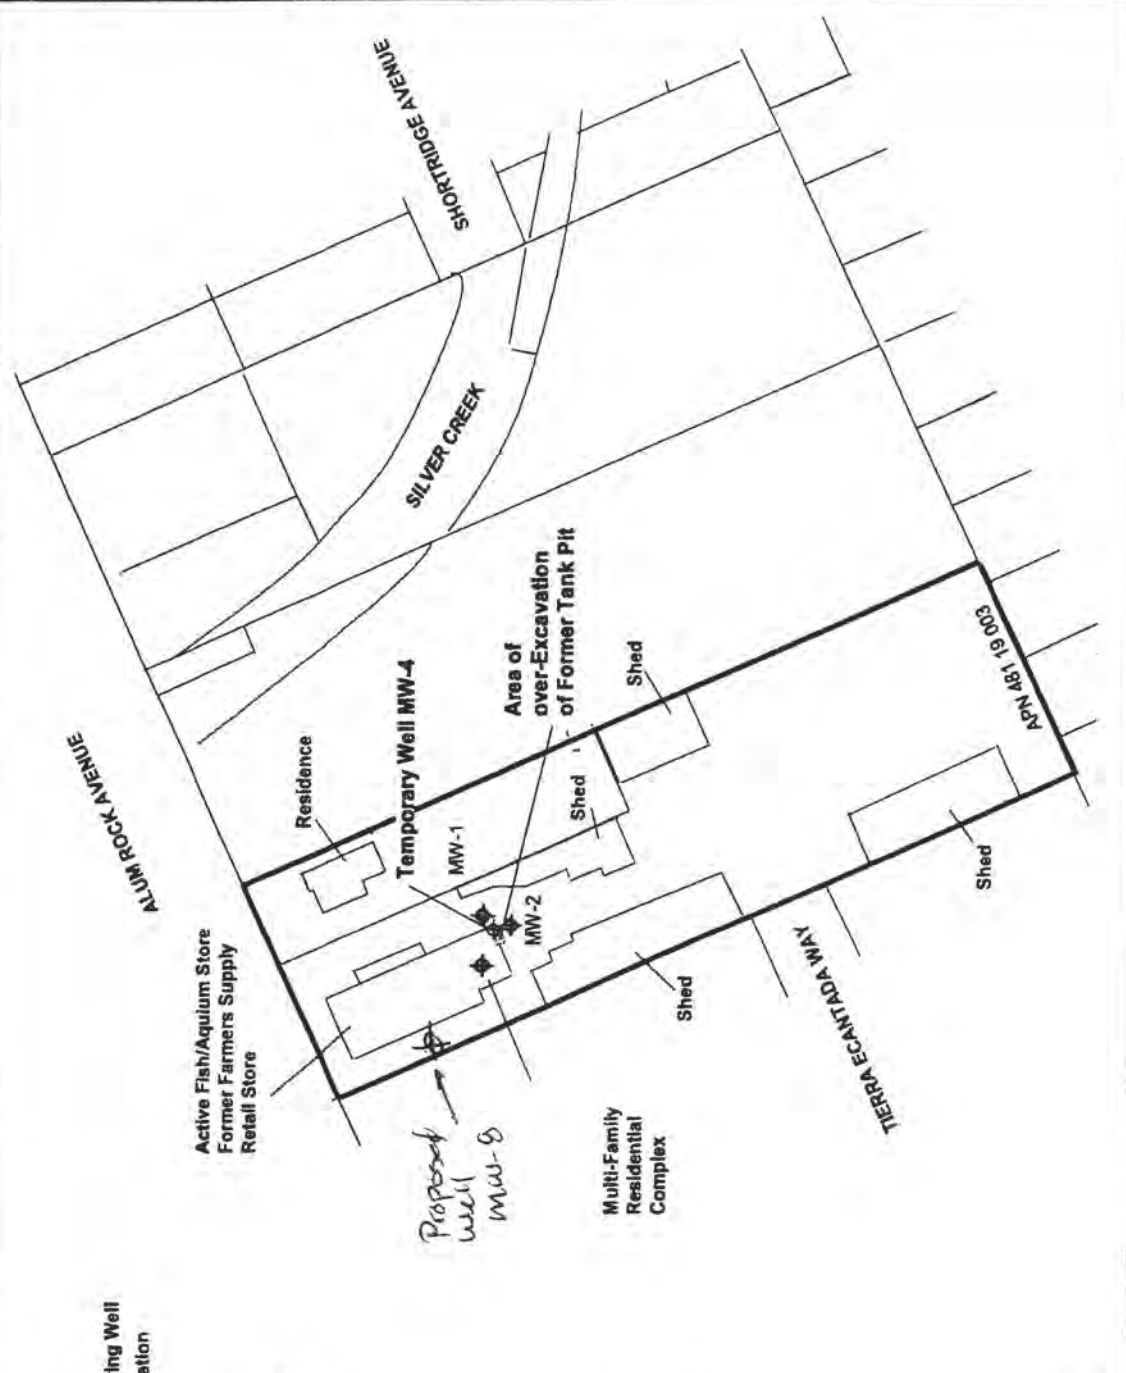 SHORTRIDGE AVENUE
SILVER CREEK
ALUM ROCK AVENUE
Residence
Temporary Well MW-4
Area of
over-Excavation
of Former Tank Pit
MW-1
MW-2
Shed
Shed
Shed
Shed
APN 481 19 003
Active Fish/Aquium Store
Former Farmers Supply
Retail Store
Proposed
well
MW-8
Multi-Family
Residential
Complex
TIERRA ECANTADA WAY
ing Well
ation